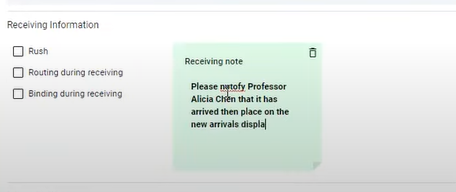 Receiving Information
Rush
Routing during receiving
Binding during receiving
Receiving note
Please nutofy Professor
Alicia Chen that it has
arrived then place on the
new arrivals displa